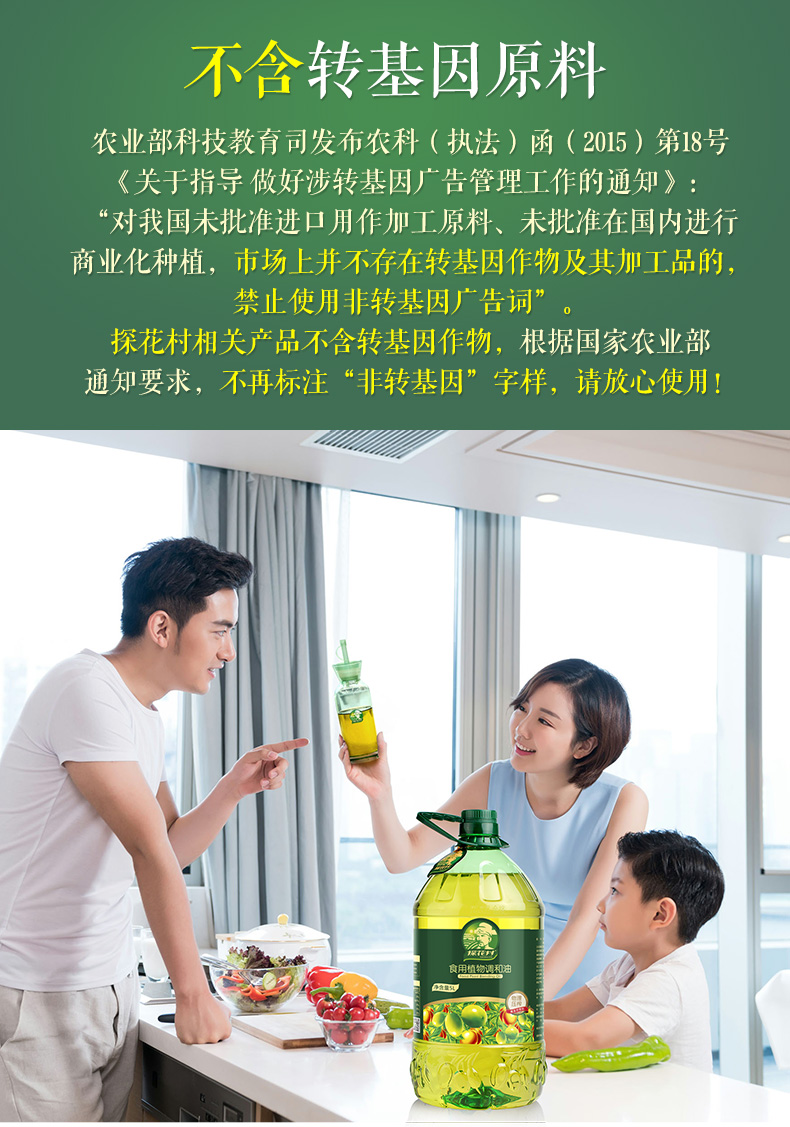 不含转基因原料
农业部科技教育司发布农科（执法）函（2015）第18号
《关于指导 做好涉转基因广告管理工作的通知》：
“对我国未批准进口用作加工原料、未批准在国内进行
商业化种植，市场上并不存在转基因作物及其加工品的，
禁止使用非转基因广告词”。
探花村相关产品不含转基因作物，根据国家农业部
通知要求，不再标注“非转基因”字样，请放心使用！
探花村
食用植物调和油
净含量5L